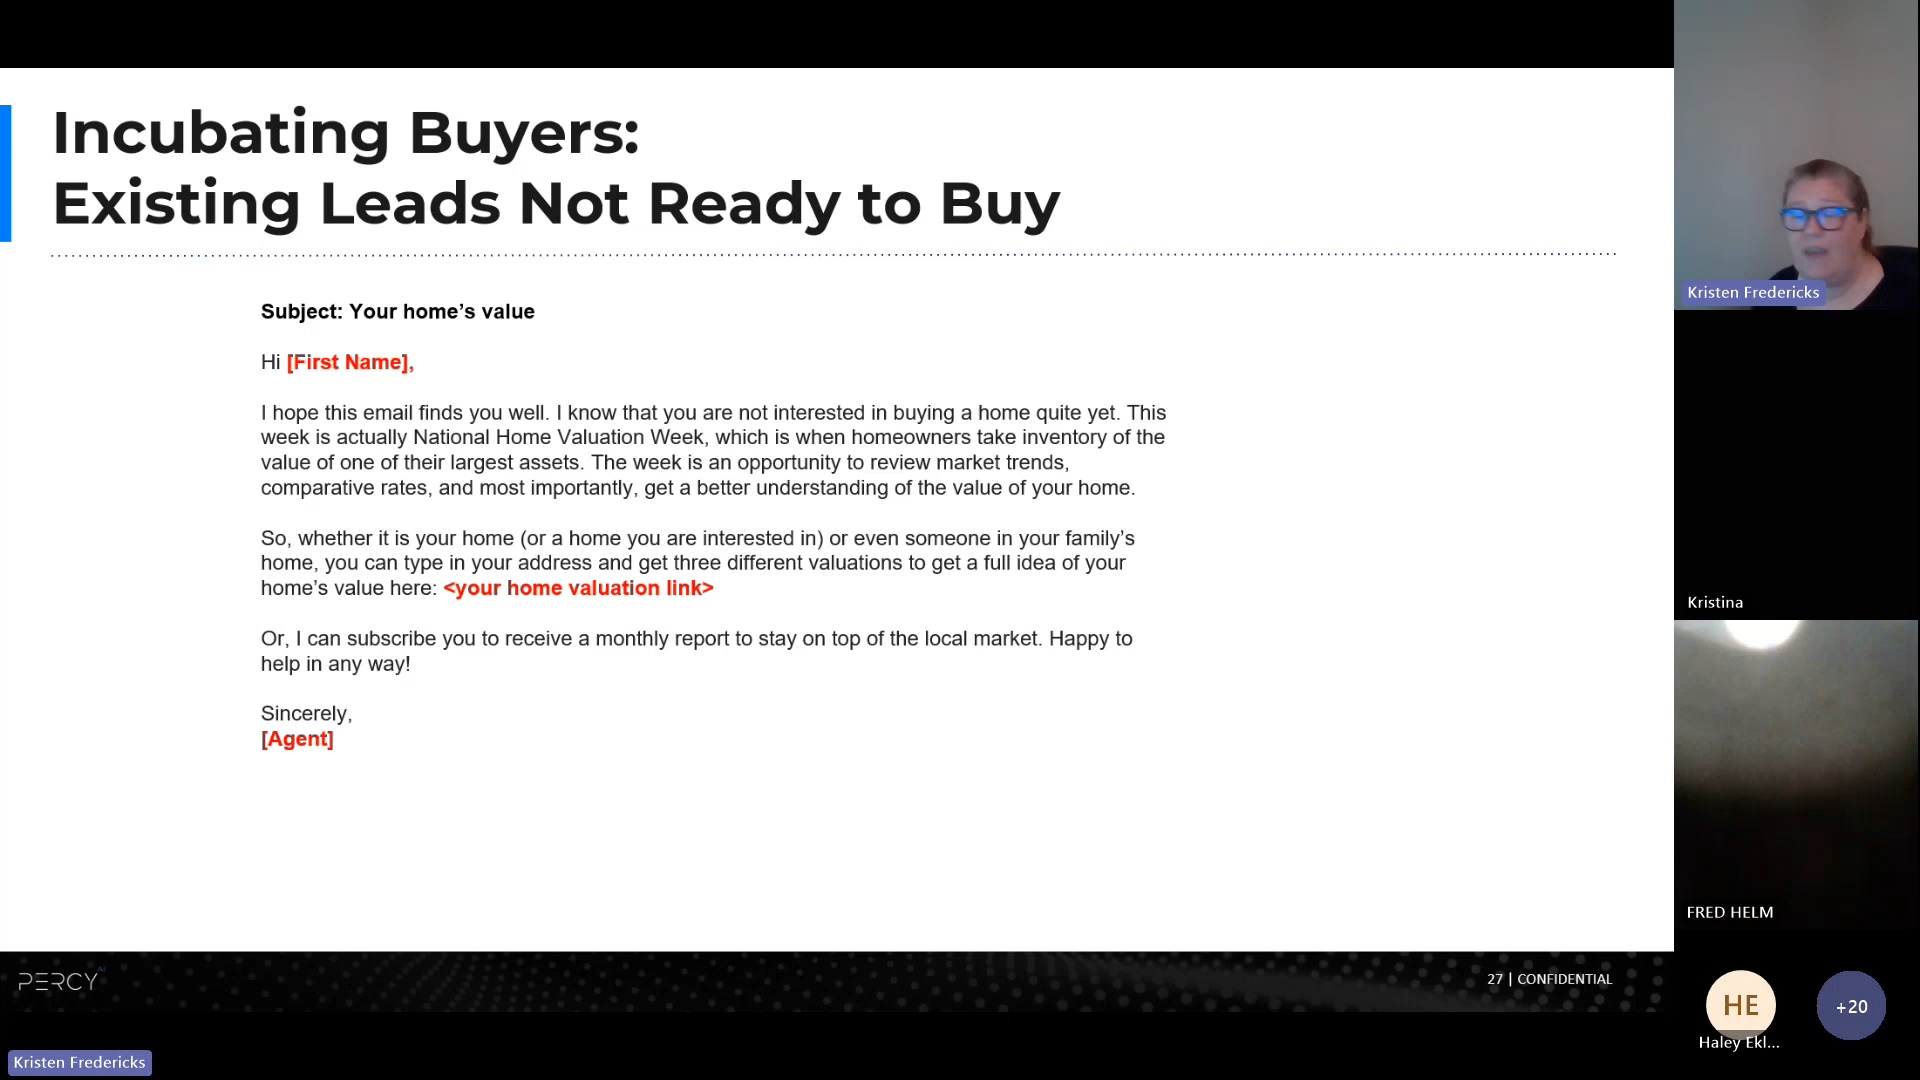 Incubating Buyers:
Existing Leads Not Ready to Buy
Subject: Your home’s value
Hi [First Name],
I hope this email finds you well. I know that you are not interested in buying a home quite yet. This
week is actually National Home Valuation Week, which is when homeowners take inventory of the
value of one of their largest assets. The week is an opportunity to review market trends,
comparative rates, and most importantly, get a better understanding of the value of your home.
So, whether it is your home (or a home you are interested in) or even someone in your family’s
home, you can type in your address and get three different valuations to get a full idea of your
home’s value here: <your home valuation link>
Or, I can subscribe you to receive a monthly report to stay on top of the local market. Happy to
help in any way!
Sincerely,
[Agent]
PERCY AI
27 | CONFIDENTIAL
Kristen Fredericks
Kristen Fredericks
Kristina
FRED HELM
HE
Haley Ekl...
+20